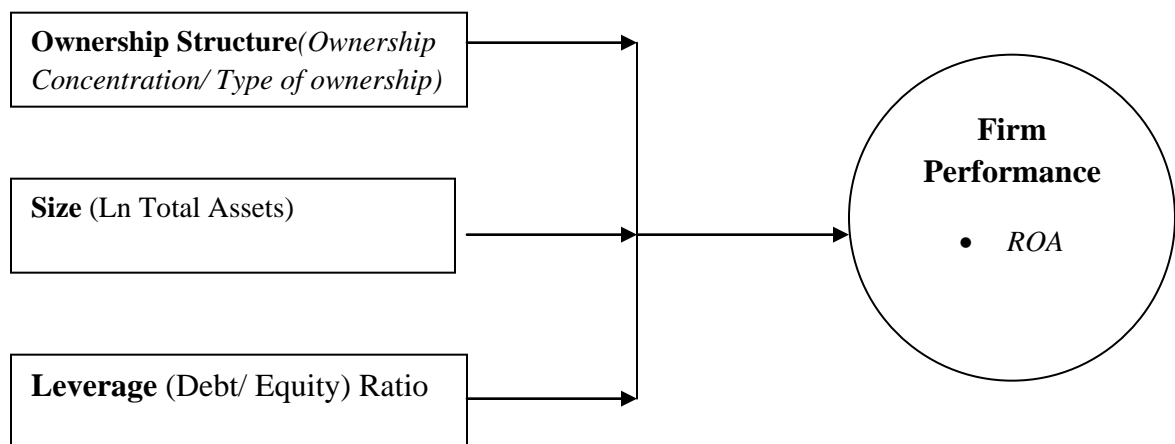 Ownership Structure(Ownership
Concentration/ Type of ownership)
Size (Ln Total Assets)
Leverage (Debt/ Equity) Ratio
Firm
Performance
• ROA